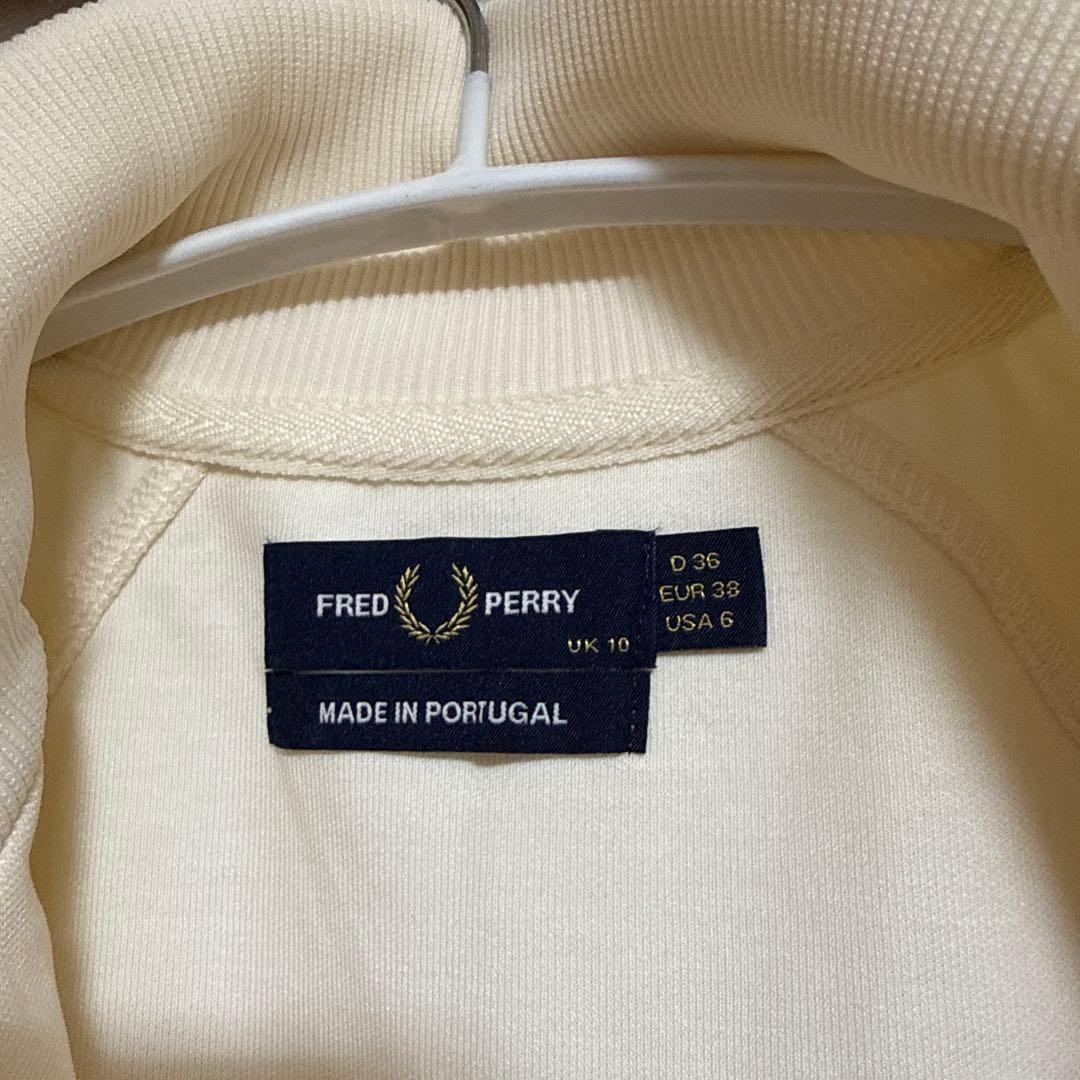 FRED PERRY
UK 10
D 36
EUR 38
USA 6
MADE IN PORTUGAL